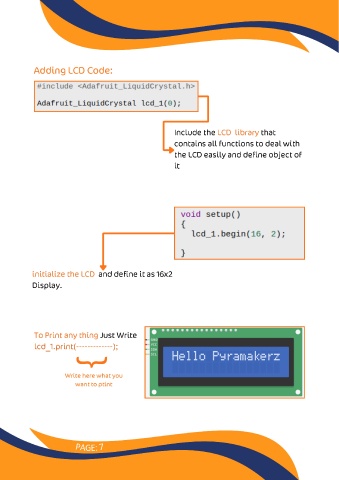 Adding LCD Code:
#include <Adafruit_LiquidCrystal.h>
Adafruit_LiquidCrystal lcd_1(0);
Include the LCD library that
contains all functions to deal with
the LCD easily and define object of
it
void setup()
{
lcd_1.begin(16, 2);
}
initialize the LCD and define it as 16x2
Display.
To Print any thing Just Write
lcd_1.print(------------);
Write here what you
want to print
Hello Pyramakerz
PAGE: 7